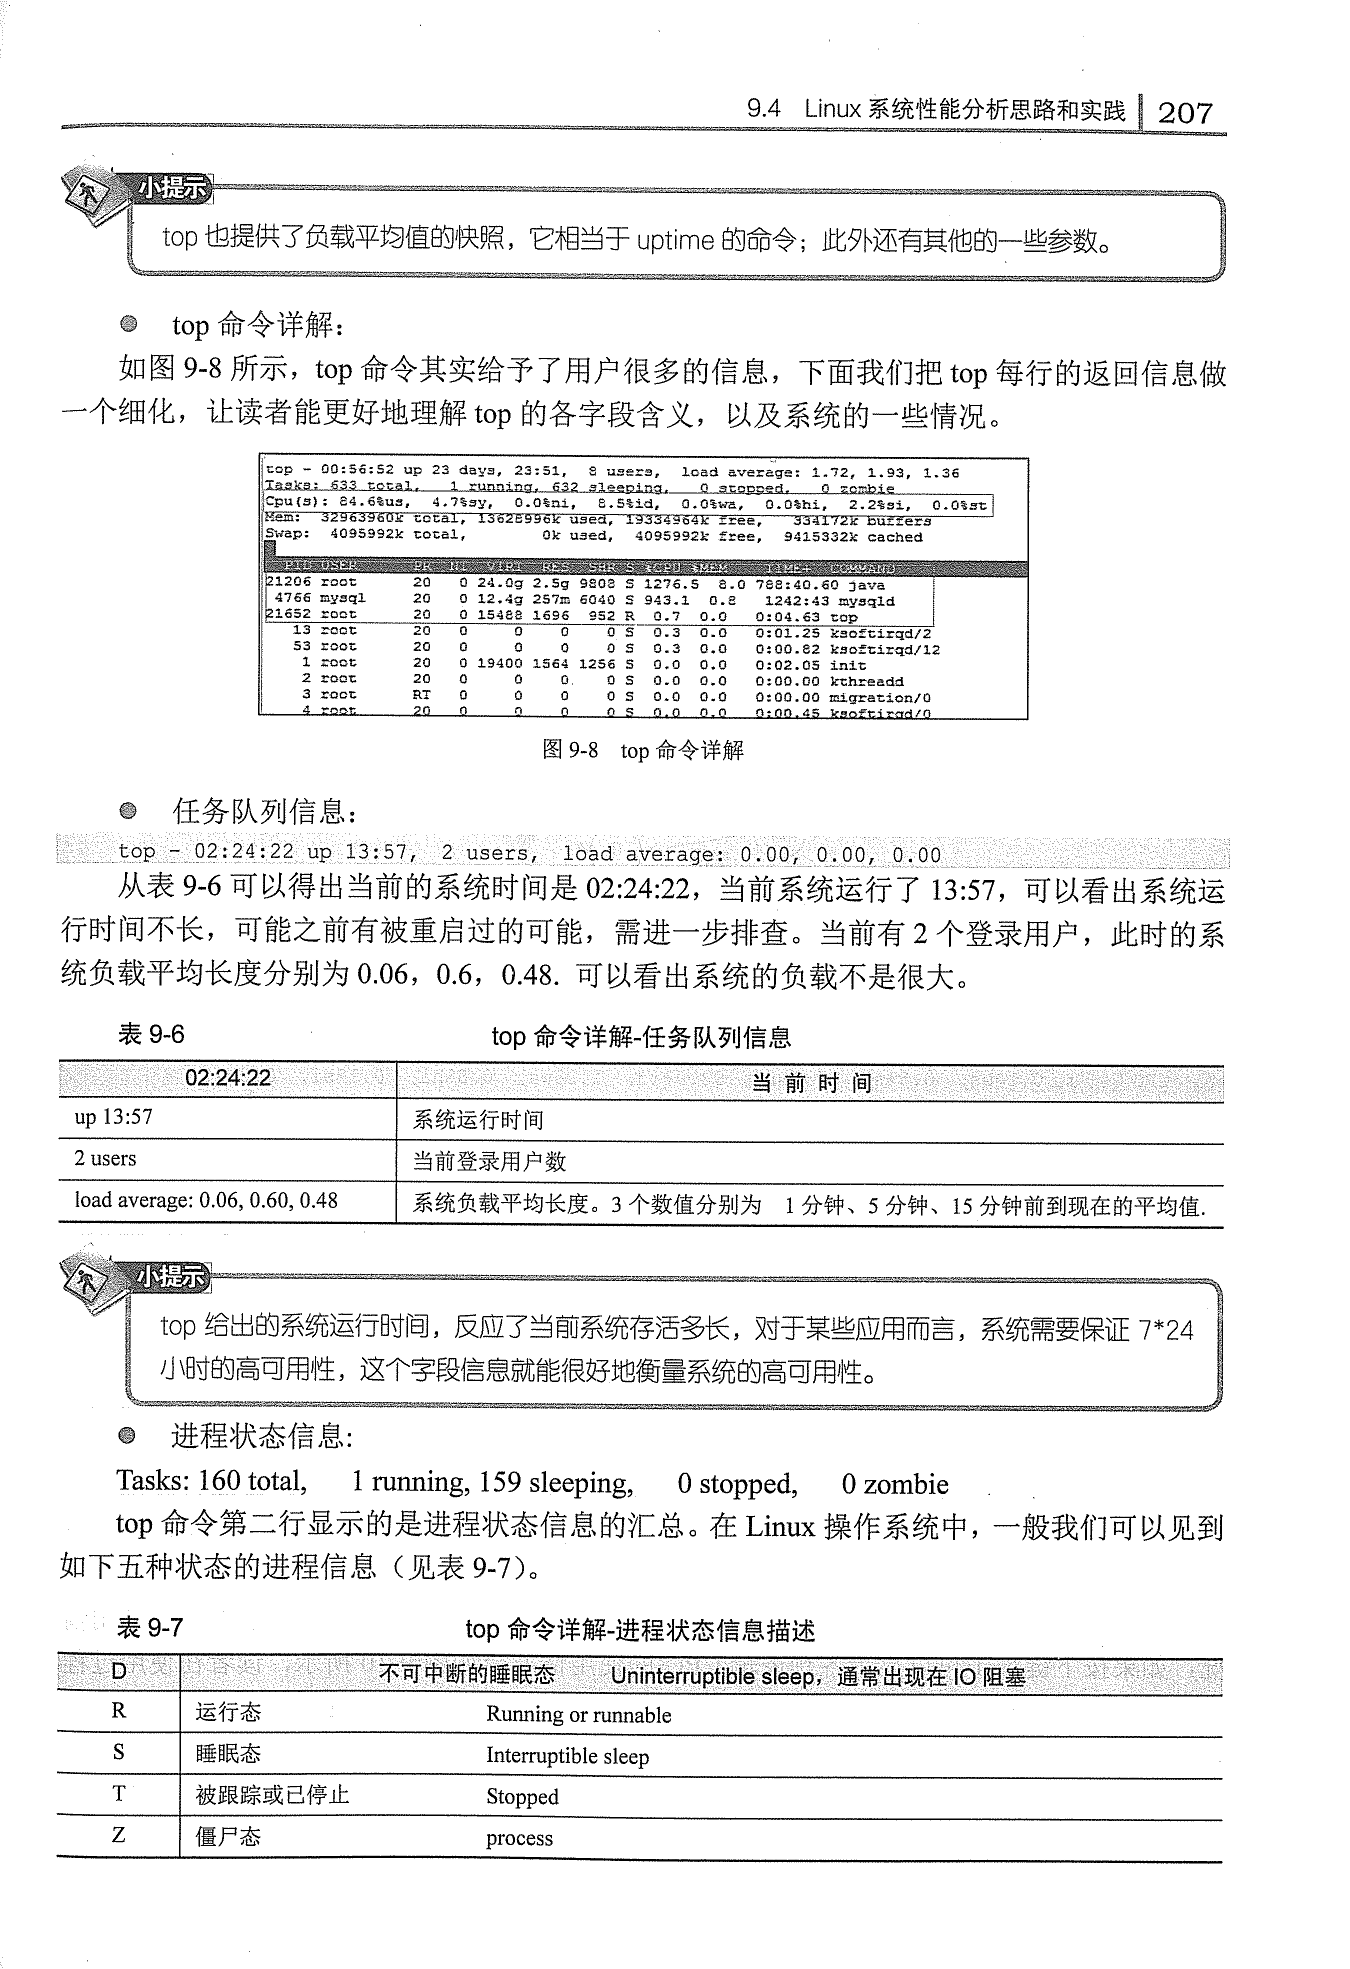 9.4 Linux 系统性能分析思路和实践 207
小提示
top 也提供了负载平均值的快照，它相当于 uptime 的命令；此外还有其他的一些参数。
● top 命令详解：
如图 9-8 所示，top 命令其实给予了用户很多的信息，下面我们把 top 每行的返回信息做
一个细化，让读者能更好地理解 top 的各字段含义，以及系统的一些情况。
top - 00:56:52 up 23 days, 23:51, 8 users, load average: 1.72, 1.93, 1.36
Tasks: 633 total, 1 running, 632 sleeping, 0 stopped, 0 zombie
Cpu(s): 84.6%us, 4.7%sy, 0.0%ni, 8.5%id, 0.0%wa, 0.0%hi, 2.2%si, 0.0%st
Mem: 32963960k total, 13628996k used, 19334964k free, 334172k buffers
Swap: 4095992k total, 0k used, 4095992k free, 9415332k cached
PID USER PR NI VIRT RES SHR S %CPU %MEM TIME+ COMMAND
21206 root 20 0 24.0g 2.5g 9808 S 1276.5 8.0 788:40.60 java
4766 mysql 20 0 12.4g 257m 6040 S 943.1 0.8 1242:43 mysqld
21652 root 20 0 15488 1696 952 R 0.7 0.0 0:04.63 top
13 root 20 0 0 0 0 S 0.3 0.0 0:01.25 ksoftirqd/2
53 root 20 0 0 0 0 S 0.3 0.0 0:00.82 ksoftirqd/12
1 root 20 0 19400 1564 1256 S 0.0 0.0 0:02.05 init
2 root 20 0 0 0 0 S 0.0 0.0 0:00.00 kthreadd
3 root RT 0 0 0 0 S 0.0 0.0 0:00.00 migration/0
4 root 20 0 0 0 0 S 0.0 0.0 0:00.45 ksoftirqd/0
图 9-8 top 命令详解
● 任务队列信息：
top - 02:24:22 up 13:57, 2 users, load average: 0.00, 0.00, 0.00
从表 9-6 可以得出当前的系统时间是 02:24:22，当前系统运行了 13:57，可以看出系统运
行时间不长，可能之前有被重启过的可能，需进一步排查。当前有 2 个登录用户，此时的系
统负载平均长度分别为 0.06，0.6，0.48. 可以看出系统的负载不是很大。
表 9-6 top 命令详解-任务队列信息
02:24:22 当 前 时 间
up 13:57 系统运行时间
2 users 当前登录用户数
load average: 0.06, 0.60, 0.48 系统负载平均长度。3 个数值分别为 1 分钟、5 分钟、15 分钟前到现在的平均值.
小提示
top 给出的系统运行时间，反应了当前系统存活多长，对于某些应用而言，系统需要保证 7*24
小时的高可用性，这个字段信息就能很好地衡量系统的高可用性。
● 进程状态信息:
Tasks: 160 total, 1 running, 159 sleeping, 0 stopped, 0 zombie
top 命令第二行显示的是进程状态信息的汇总。在 Linux 操作系统中，一般我们可以见到
如下五种状态的进程信息（见表 9-7）。
表 9-7 top 命令详解-进程状态信息描述
D 不可中断的睡眠态 Uninterruptible sleep，通常出现在 IO 阻塞
R 运行态 Running or runnable
S 睡眠态 Interruptible sleep
T 被跟踪或已停止 Stopped
Z 僵尸态 process